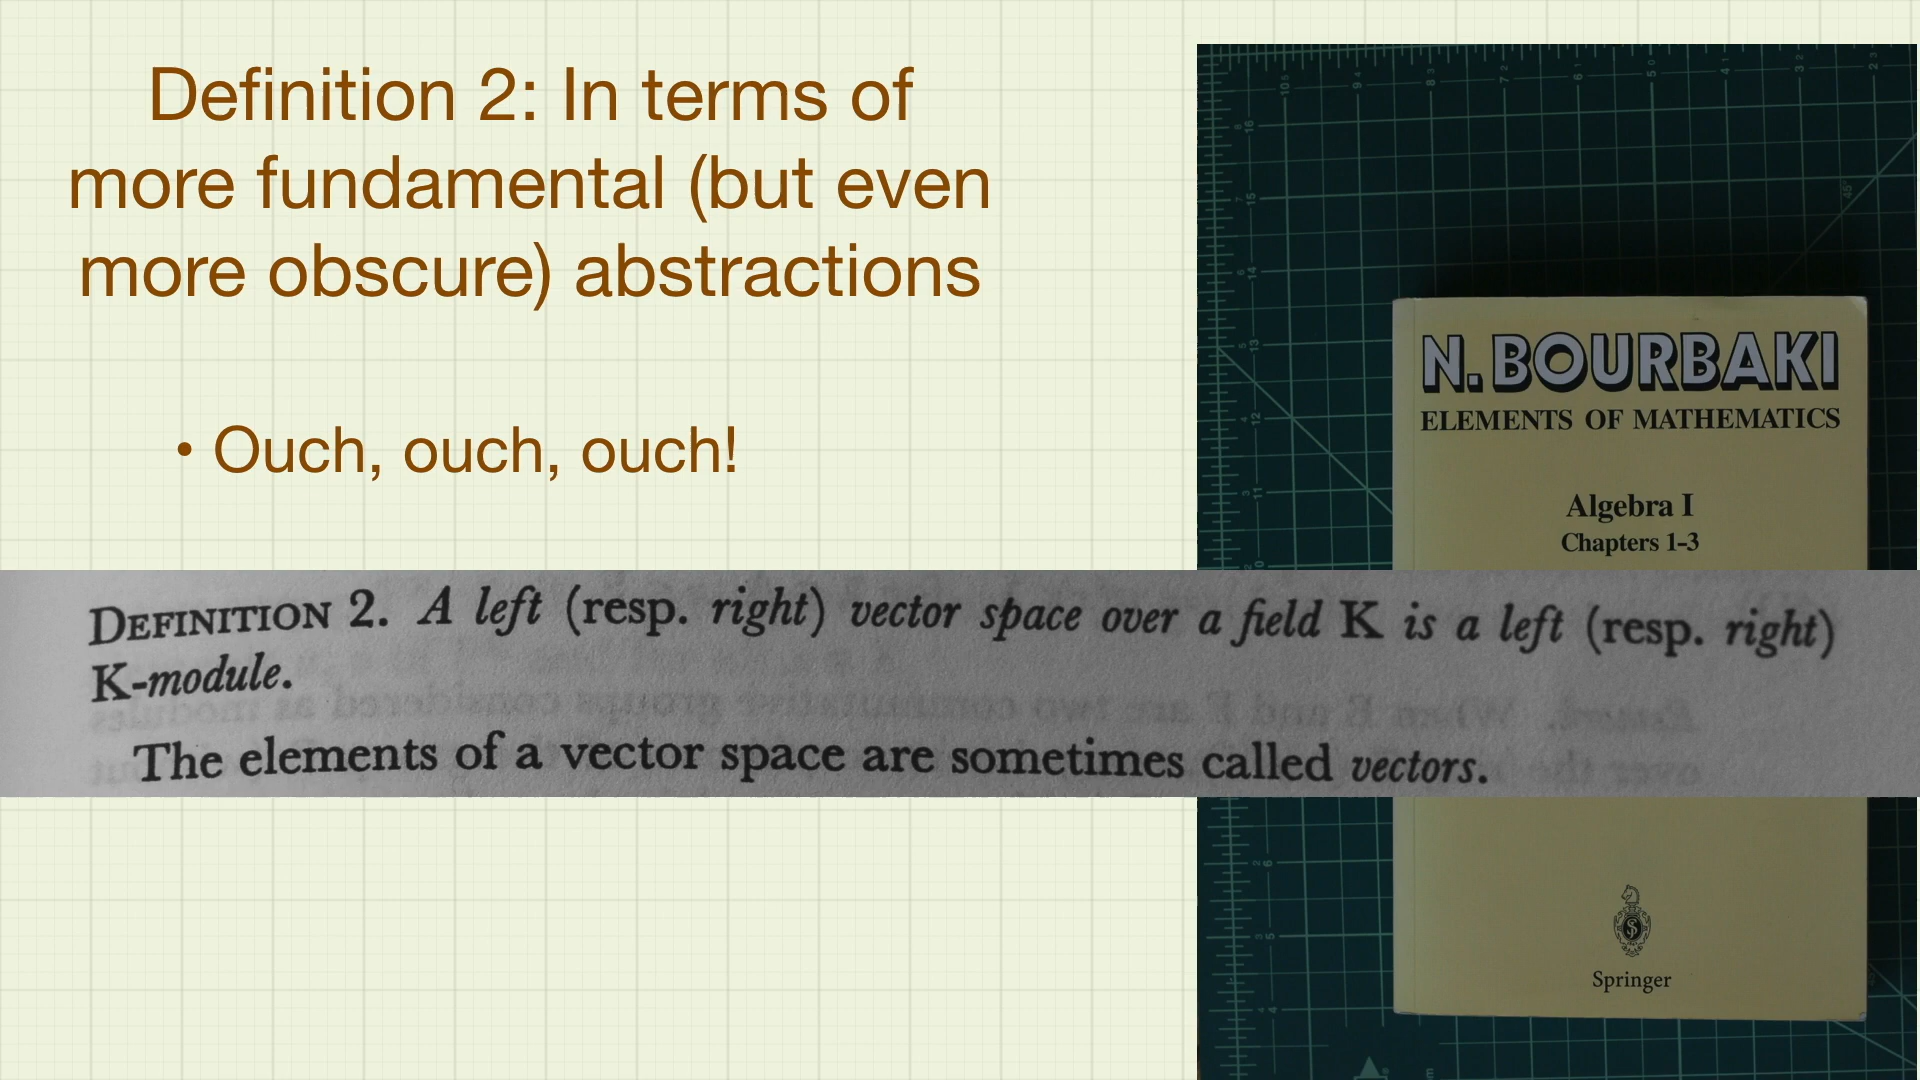 Definition 2: In terms of
more fundamental (but even
more obscure) abstractions
• Ouch, ouch, ouch!
N. BOURBAKI
ELEMENTS OF MATHEMATICS
Algebra I
Chapters 1-3
DEFINITION 2. A left (resp. right) vector space over a field K is a left (resp. right)
K-module.
The elements of a vector space are sometimes called vectors.
Springer